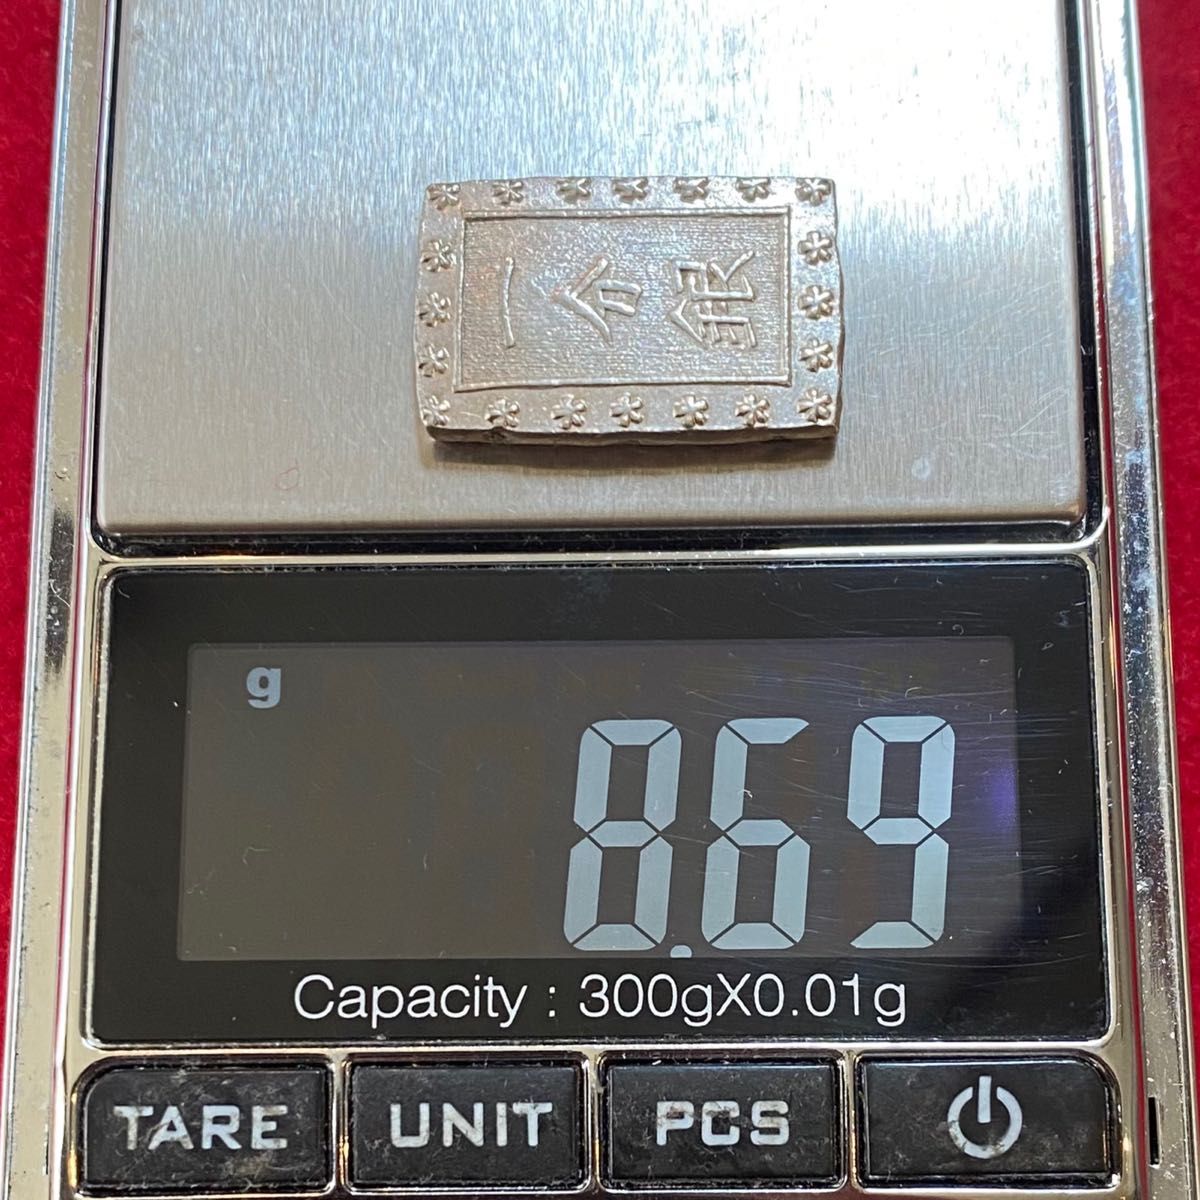 一分銀
g
8.69
Capacity : 300gX0.01g
TARE UNIT PCS